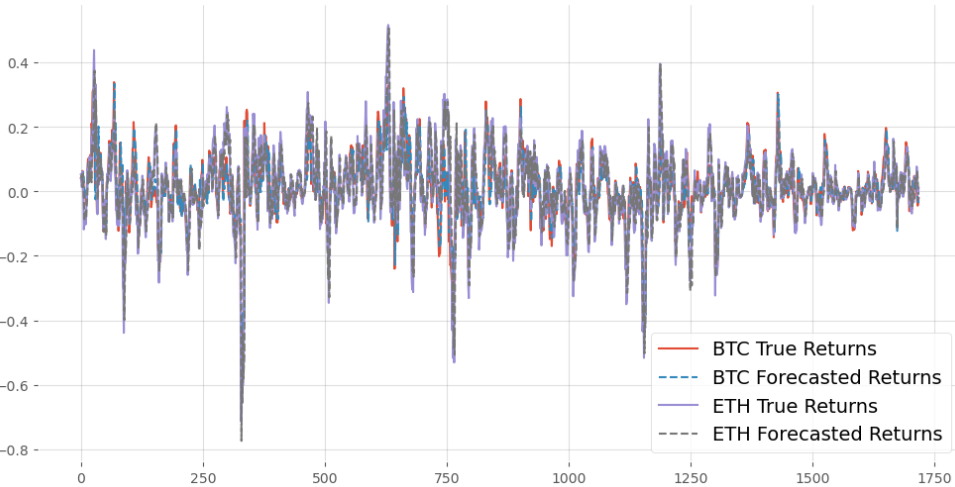 0.4
0.2
0.0
−0.2
−0.4
−0.6
−0.8
0 250 500 750 1000 1250 1500 1750
BTC True Returns
BTC Forecasted Returns
ETH True Returns
ETH Forecasted Returns